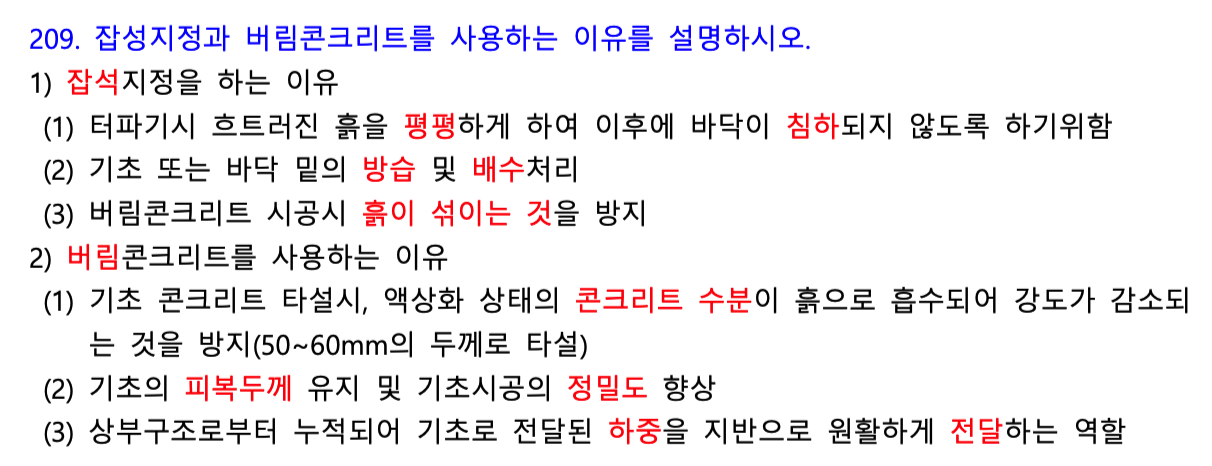 209. 잡성지정과 버림콘크리트를 사용하는 이유를 설명하시오.
1) 잡석지정을 하는 이유
(1) 터파기시 흐트러진 흙을 평평하게 하여 이후에 바닥이 침하되지 않도록 하기위함
(2) 기초 또는 바닥 밑의 방습 및 배수처리
(3) 버림콘크리트 시공시 흙이 섞이는 것을 방지
2) 버림콘크리트를 사용하는 이유
(1) 기초 콘크리트 타설시, 액상화 상태의 콘크리트 수분이 흙으로 흡수되어 강도가 감소되
는 것을 방지(50~60mm의 두께로 타설)
(2) 기초의 피복두께 유지 및 기초시공의 정밀도 향상
(3) 상부구조로부터 누적되어 기초로 전달된 하중을 지반으로 원활하게 전달하는 역할